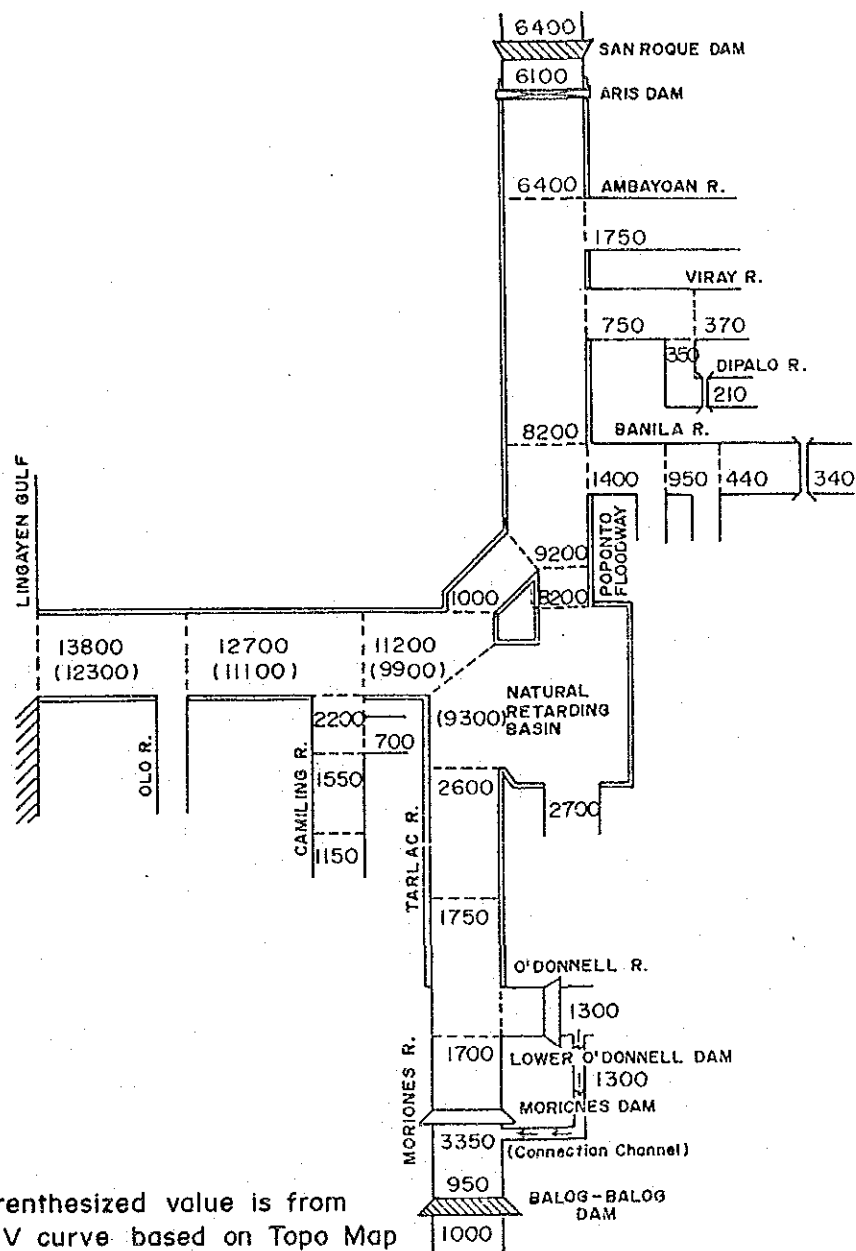 6400
SAN ROQUE DAM
6100
ARIS DAM
6400
AMBAYOAN R.
1750
VIRAY R.
750
370
350
DIPALO R.
210
8200
BANILA R.
1400
950
440
340
LINGAYEN GULF
POPONTO
FLOODWAY
9200
1000
8200
13800
(12300)
12700
(11100)
11200
(9900)
NATURAL
RETARDING
BASIN
(9300)
2200
700
OLO R.
CAMILING R.
1550
2600
2700
1150
TARLAC R.
1750
O'DONNELL R.
1300
MORIONES R.
1700
LOWER O'DONNELL DAM
1300
MORICNES DAM
3350
(Connection Channel)
950
BALOG-BALOG
DAM
1000
renthesized value is from
V curve based on Topo Map